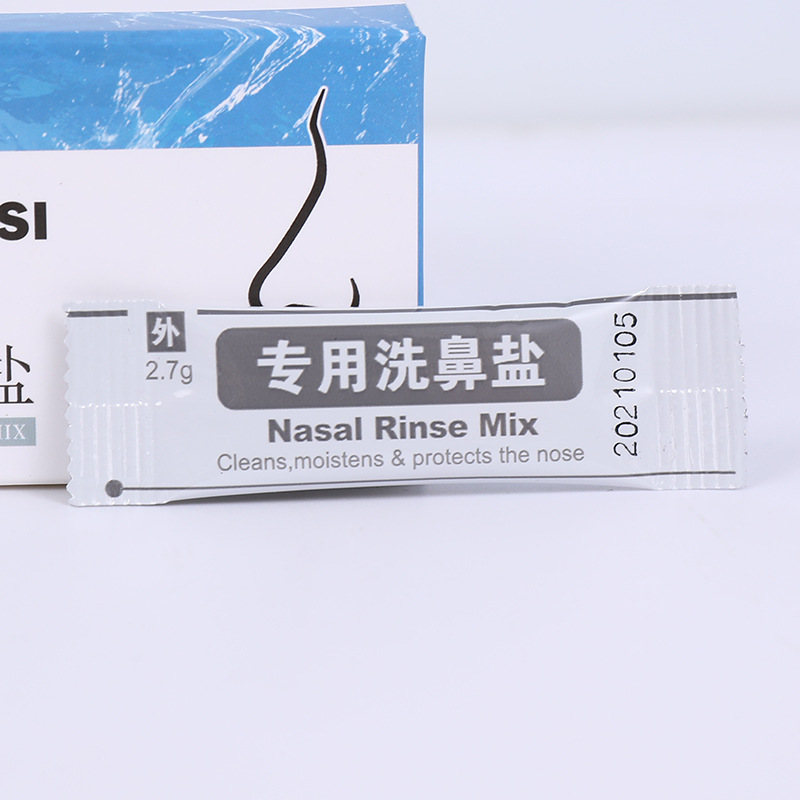 SI
盐
MIX
外
2.7g
专用洗鼻盐
Nasal Rinse Mix
Cleans,moistens & protects the nose
20210105